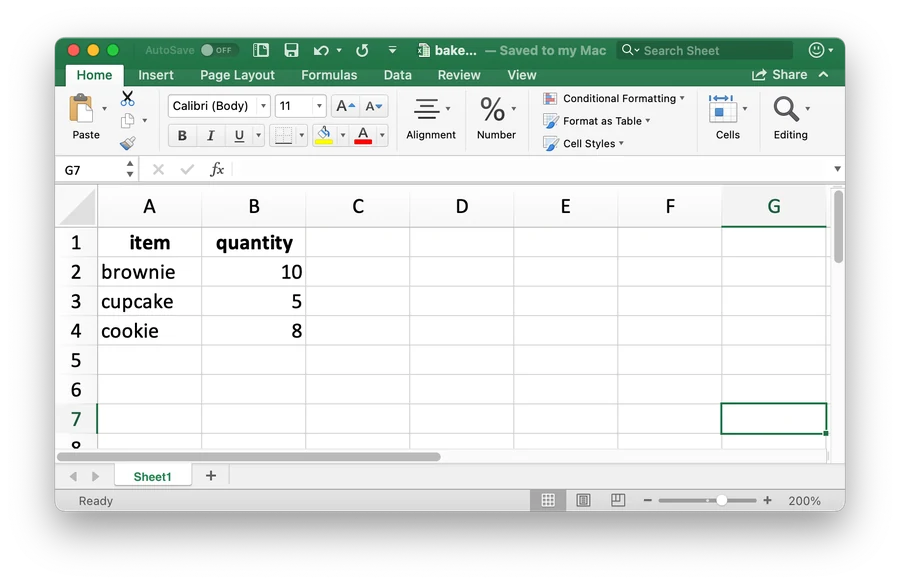 AutoSave OFF bake... — Saved to my Mac Search Sheet
Home Insert Page Layout Formulas Data Review View Share
Paste Calibri (Body) 11 A A Alignment % Number Conditional Formatting Cells Editing
B I U A Format as Table
Cell Styles
G7 fx
A B C D E F G
1 item quantity
2 brownie 10
3 cupcake 5
4 cookie 8
5
6
7
8
Sheet1 +
Ready 200%